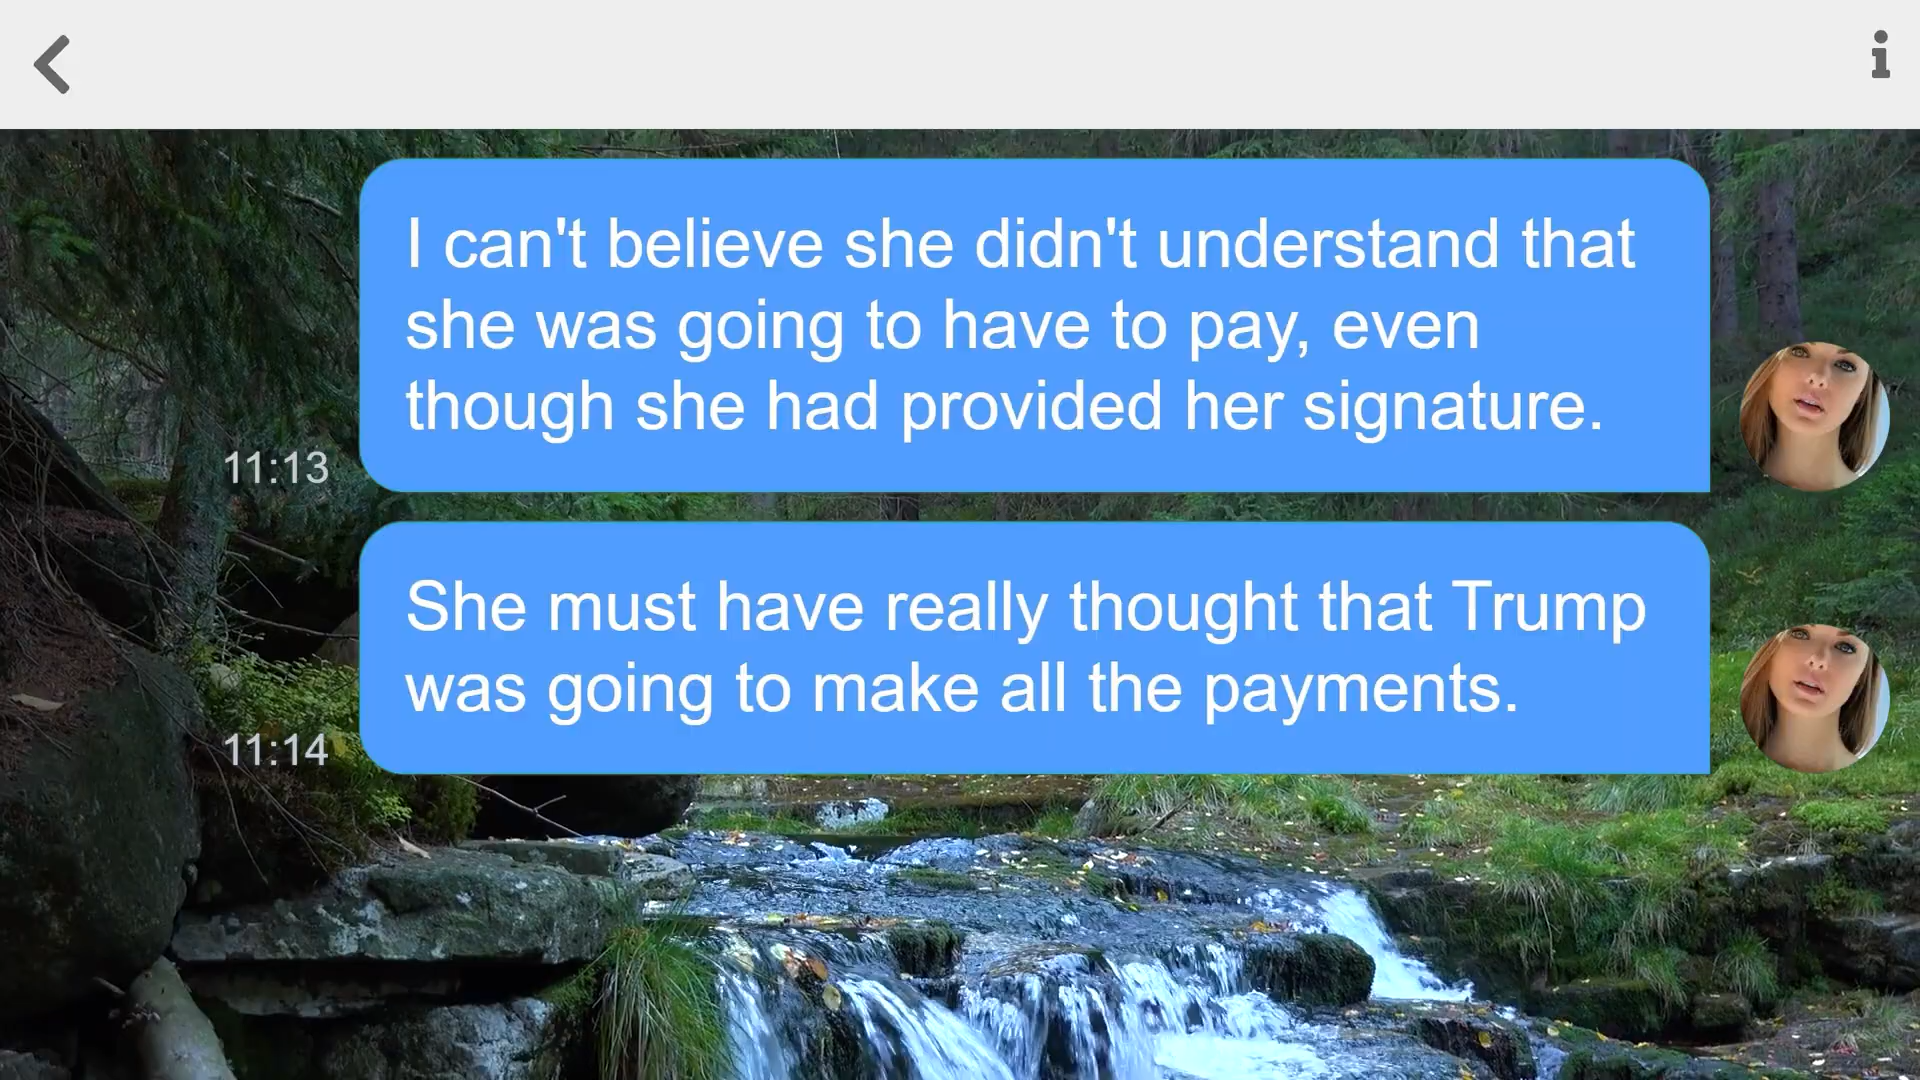 I can't believe she didn't understand that
she was going to have to pay, even
though she had provided her signature.
11:13
She must have really thought that Trump
was going to make all the payments.
11:14